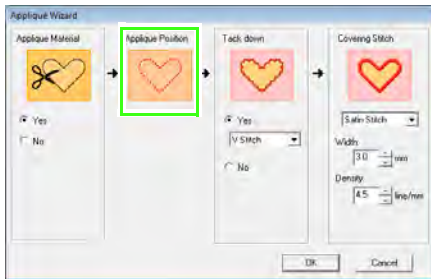 Applique Wizard
Applique Material
Applique Position
Tack down
Covering Stitch
Yes
No
Yes
V Stitch
No
Satin Stitch
Width
3.0 mm
Density
4.5 line/mm
OK
Cancel